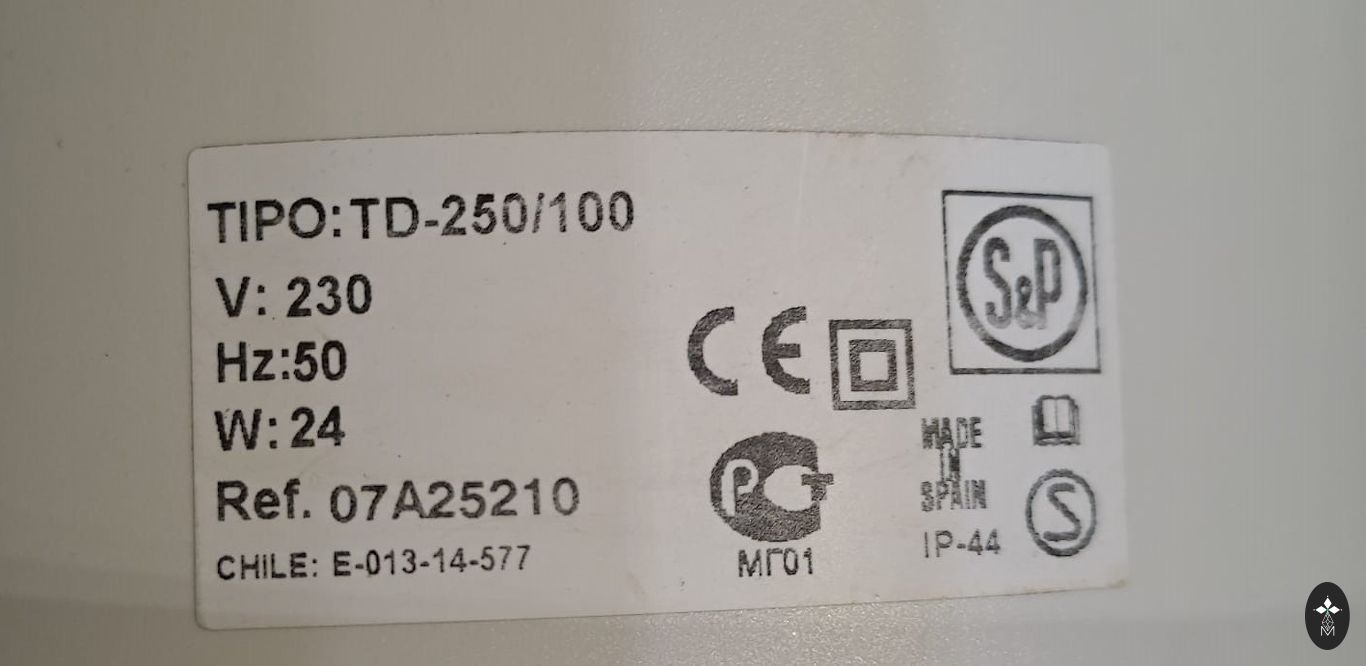 TIPO: TD-250/100
V: 230
Hz:50
W: 24
Ref. 07A25210
CHILE: E-013-14-577
CE
РСТ
МГ01
S&P
MADE
IN
SPAIN
IP-44
S
M